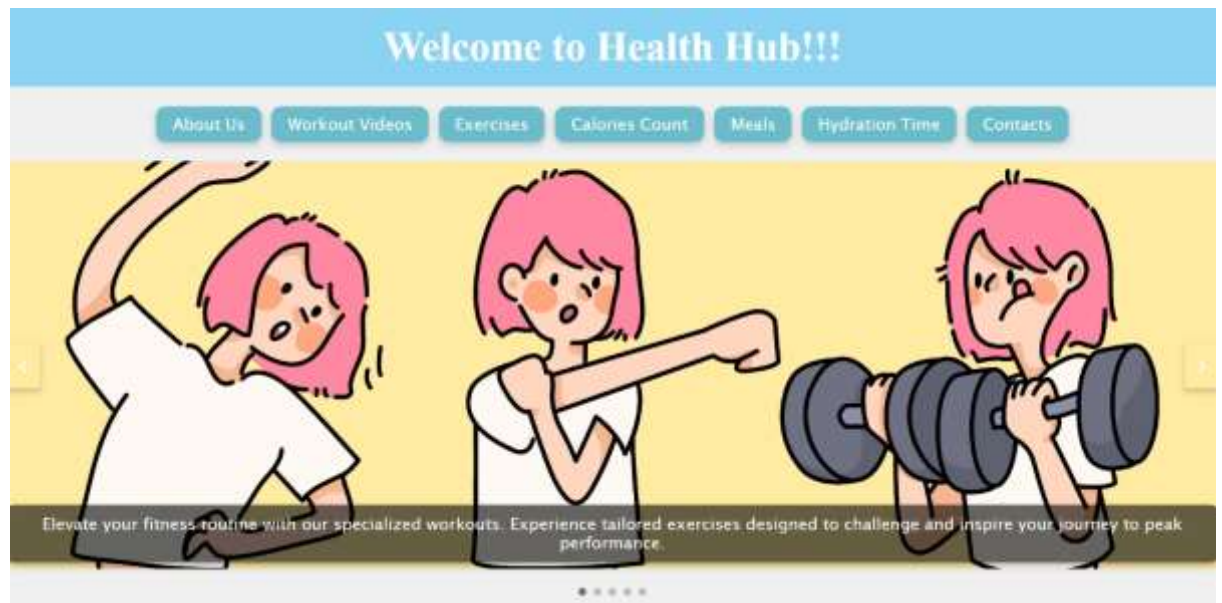 Welcome to Health Hub!!!
About Us Workout Videos Exercises Calories Count Meals Hydration Time Contacts
Elevate your fitness routine with our specialized workouts. Experience tailored exercises designed to challenge and inspire your journey to peak
performance.